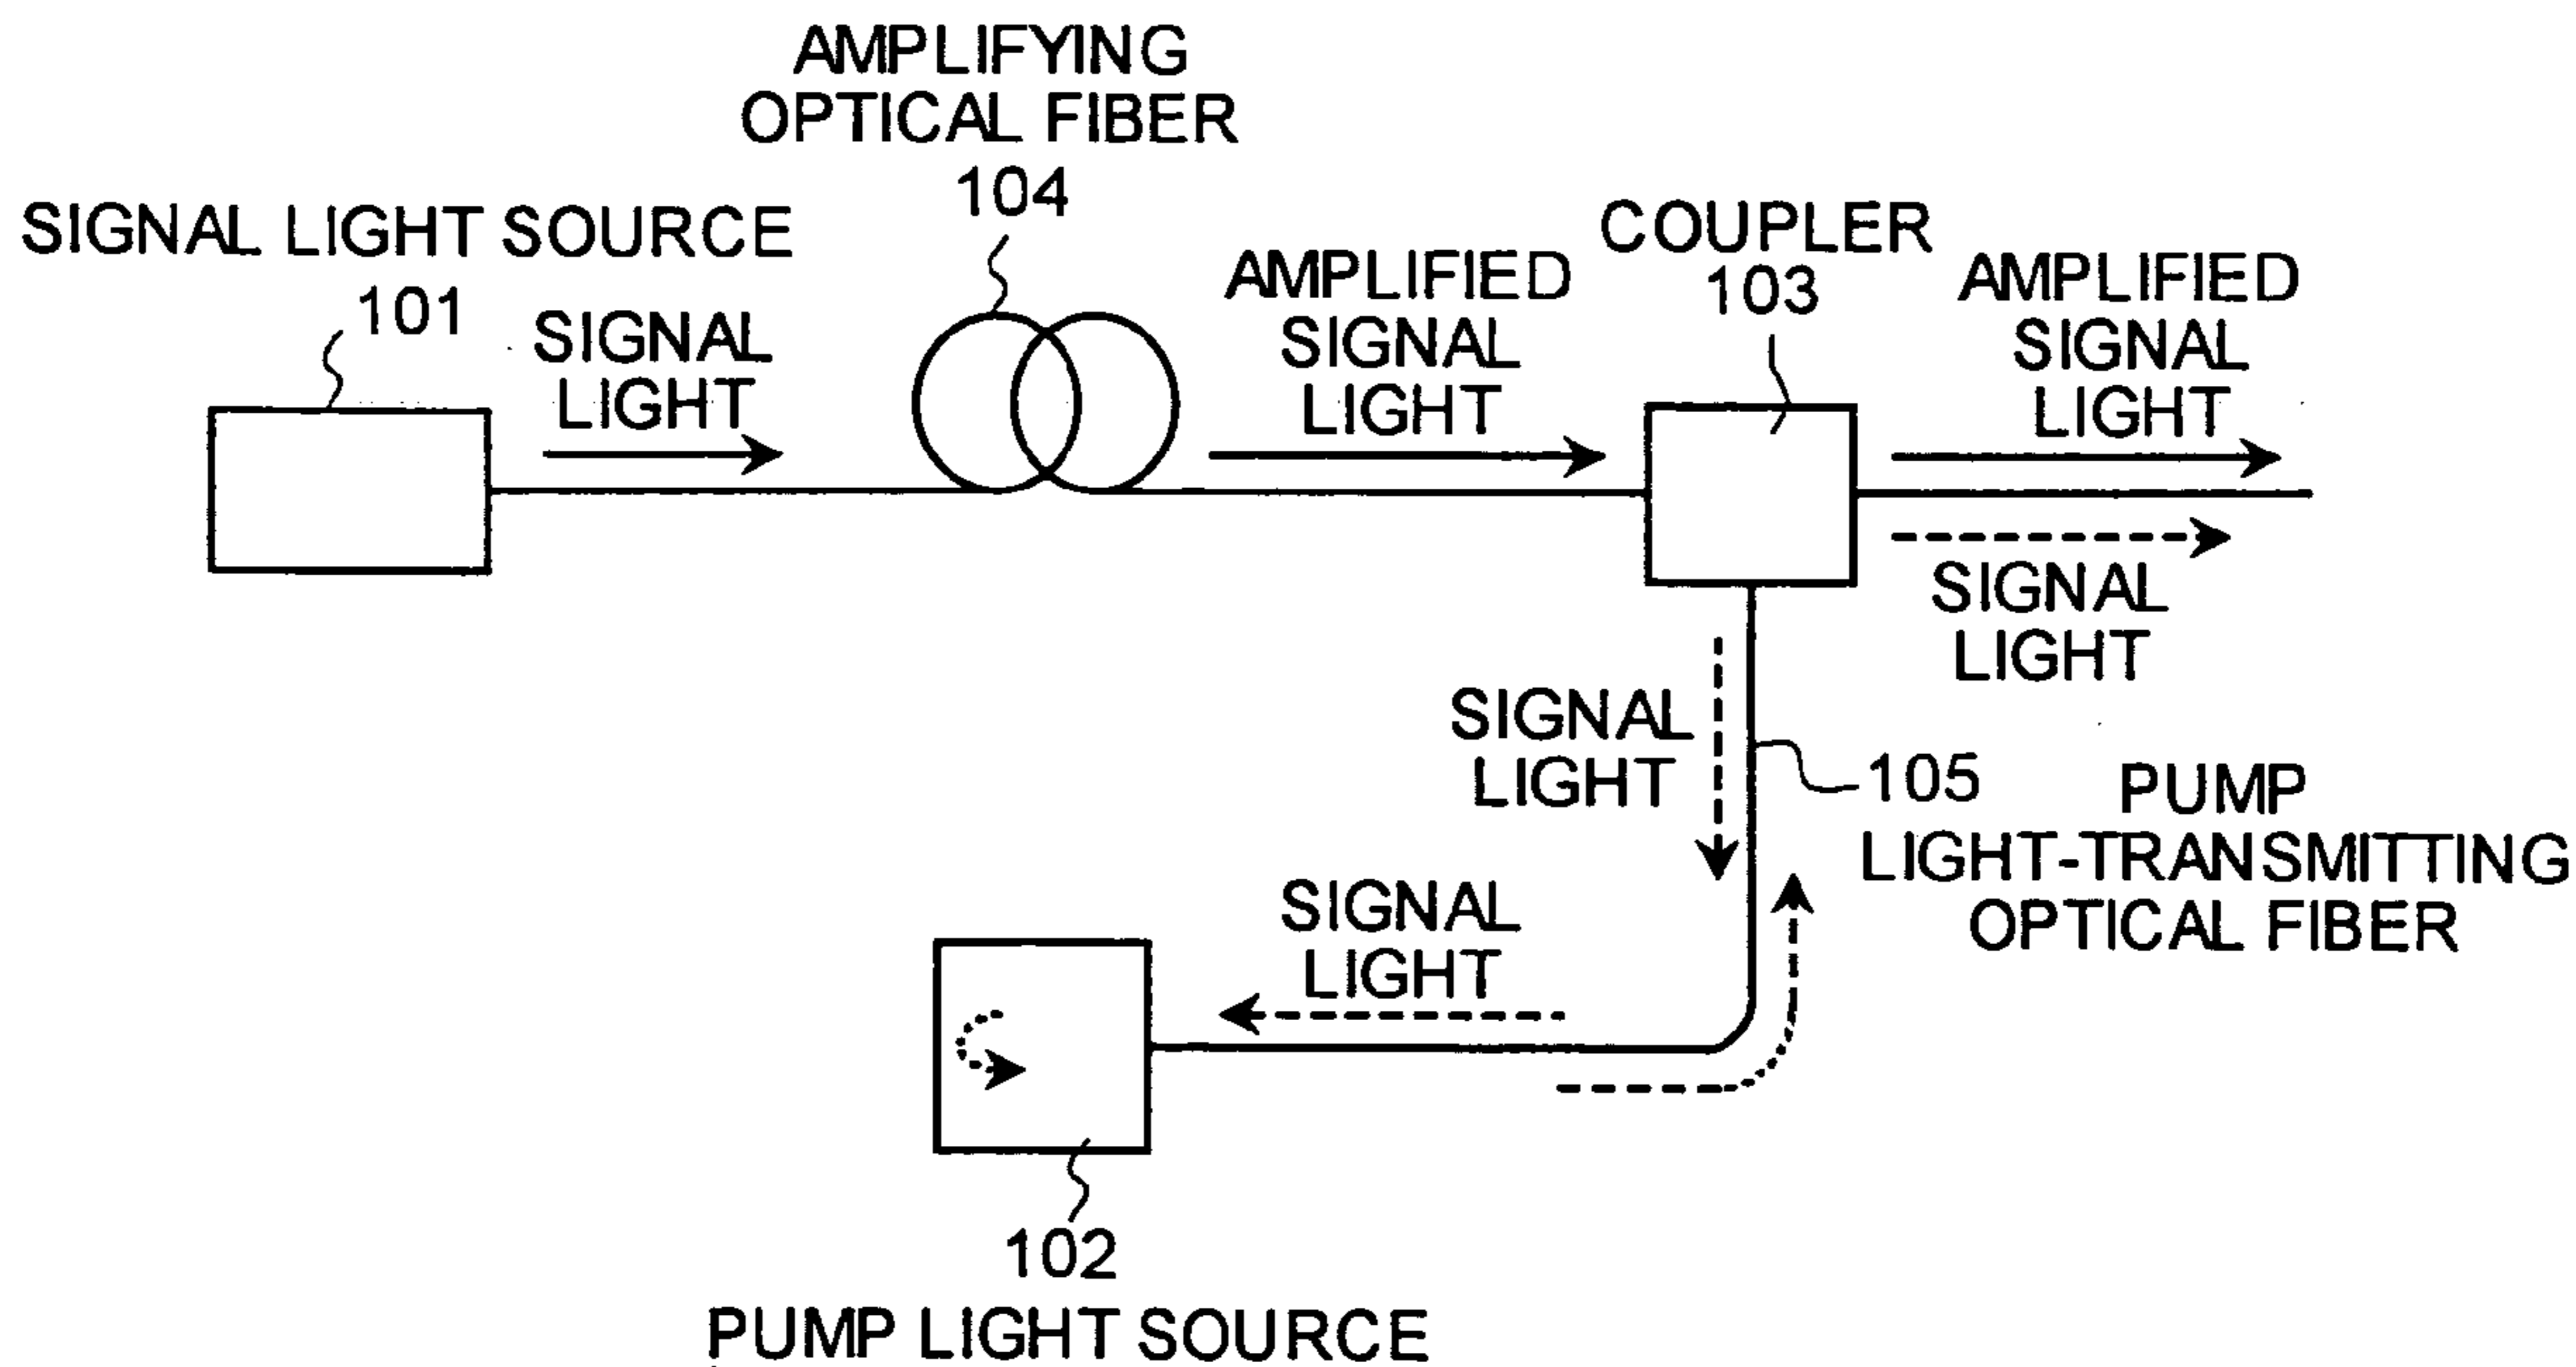 AMPLIFYING
OPTICAL FIBER
104
SIGNAL LIGHT SOURCE
101
SIGNAL
LIGHT
AMPLIFIED
SIGNAL
LIGHT
COUPLER
103
AMPLIFIED
SIGNAL
LIGHT
SIGNAL
LIGHT
SIGNAL
LIGHT
105
PUMP
LIGHT-TRANSMITTING
OPTICAL FIBER
SIGNAL
LIGHT
102
PUMP LIGHT SOURCE